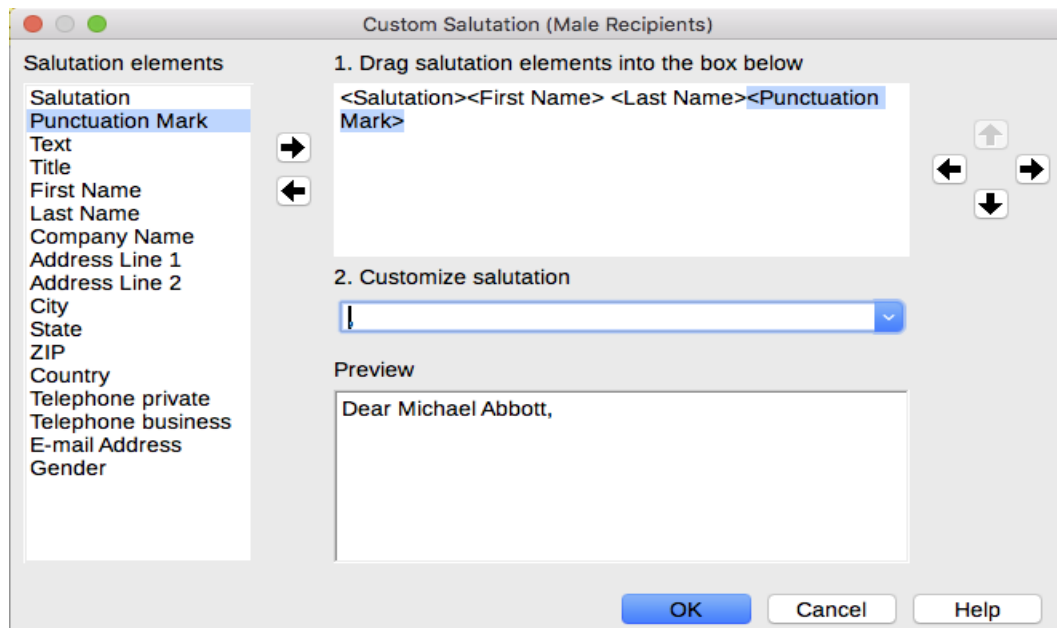 Custom Salutation (Male Recipients)
Salutation elements
Salutation
Punctuation Mark
Text
Title
First Name
Last Name
Company Name
Address Line 1
Address Line 2
City
State
ZIP
Country
Telephone private
Telephone business
E-mail Address
Gender
1. Drag salutation elements into the box below
<Salutation><First Name> <Last Name><Punctuation
Mark>
2. Customize salutation
,
Preview
Dear Michael Abbott,
OK
Cancel
Help